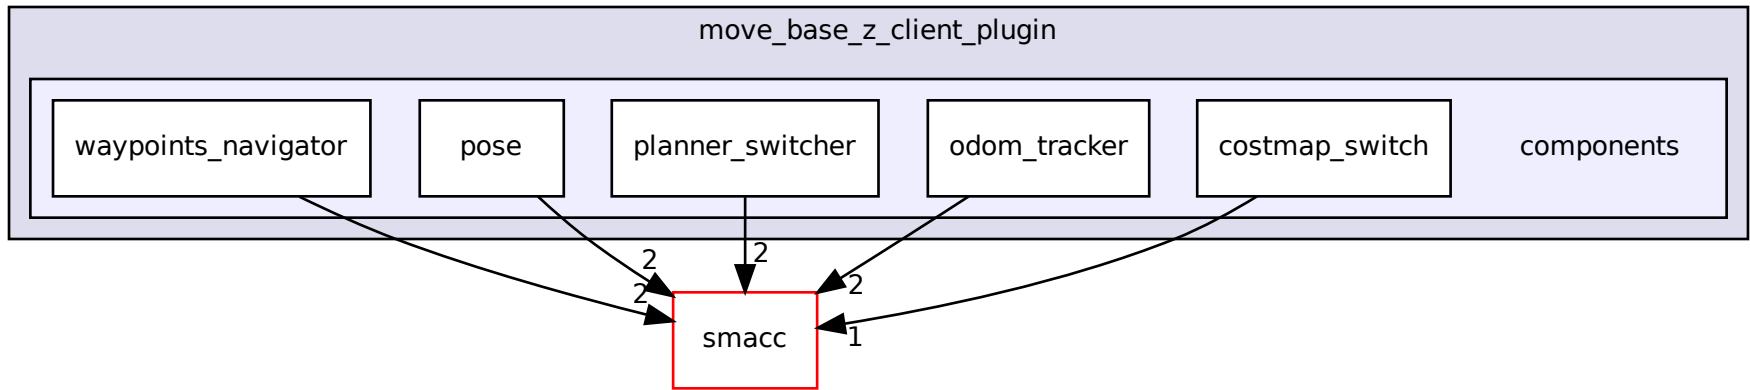 move_base_z_client_plugin
waypoints_navigator
pose
planner_switcher
odom_tracker
costmap_switch
components
2
2
2
2
1
smacc